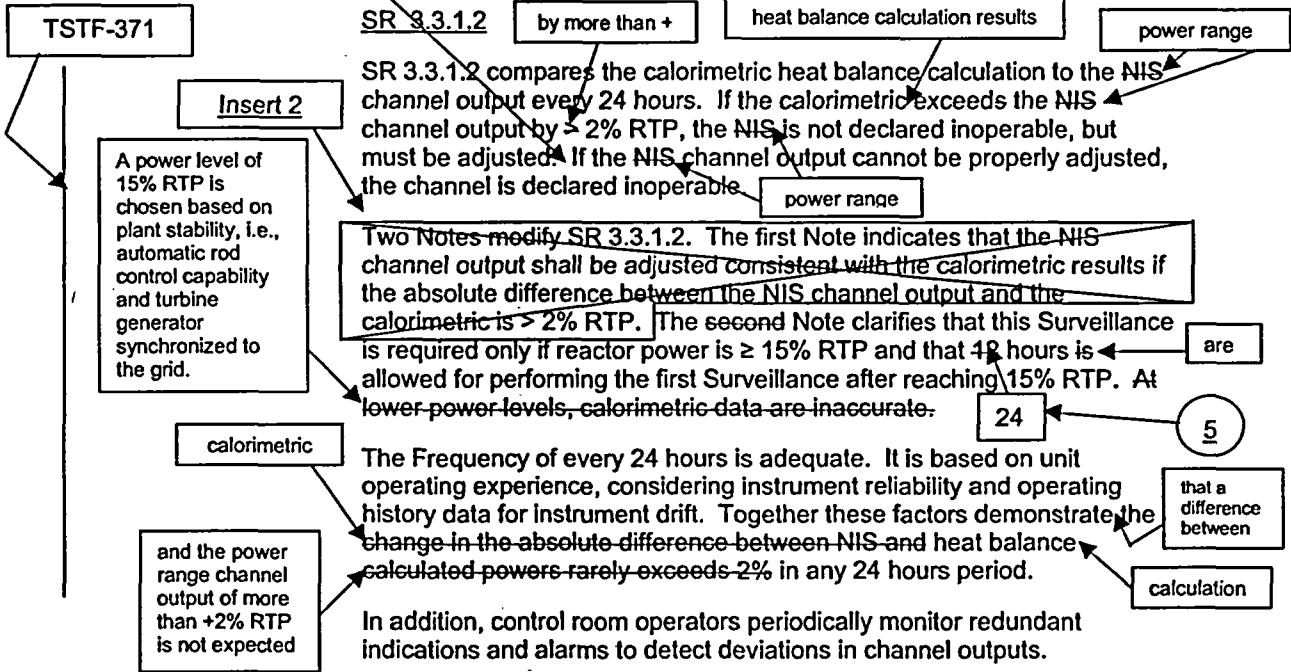 TSTF-371
SR 3.3.1.2
by more than +
heat balance calculation results
power range
SR 3.3.1.2 compares the calorimetric heat balance calculation to the NIS
channel output every 24 hours. If the calorimetric exceeds the NIS
channel output by > 2% RTP, the NIS is not declared inoperable, but
must be adjusted. If the NIS channel output cannot be properly adjusted,
the channel is declared inoperable.
power range
Insert 2
A power level of
15% RTP is
chosen based on
plant stability, i.e.,
automatic rod
control capability
and turbine
generator
synchronized to
the grid.
Two Notes modify SR 3.3.1.2. The first Note indicates that the NIS
channel output shall be adjusted consistent with the calorimetric results if
the absolute difference between the NIS channel output and the
calorimetric is > 2% RTP. The second Note clarifies that this Surveillance
is required only if reactor power is ≥ 15% RTP and that 12 hours is
are
allowed for performing the first Surveillance after reaching 15% RTP. At
lower power levels, calorimetric data are inaccurate.
24
5
calorimetric
The Frequency of every 24 hours is adequate. It is based on unit
operating experience, considering instrument reliability and operating
history data for instrument drift. Together these factors demonstrate the
change in the absolute difference between NIS and heat balance
calculated powers rarely exceeds 2% in any 24 hours period.
that a
difference
between
calculation
and the power
range channel
output of more
than +2% RTP
is not expected
In addition, control room operators periodically monitor redundant
indications and alarms to detect deviations in channel outputs.